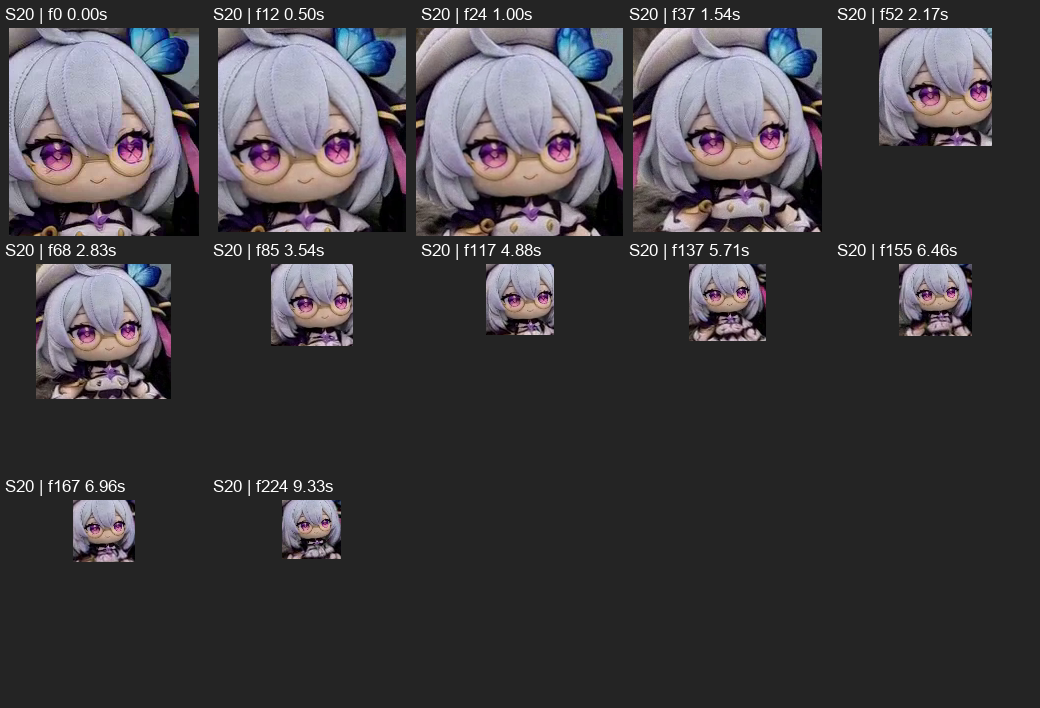 S20 | f0 0.00s
S20 | f12 0.50s
S20 | f24 1.00s
S20 | f37 1.54s
S20 | f52 2.17s
S20 | f68 2.83s
S20 | f85 3.54s
S20 | f117 4.88s
S20 | f137 5.71s
S20 | f155 6.46s
S20 | f167 6.96s
S20 | f224 9.33s